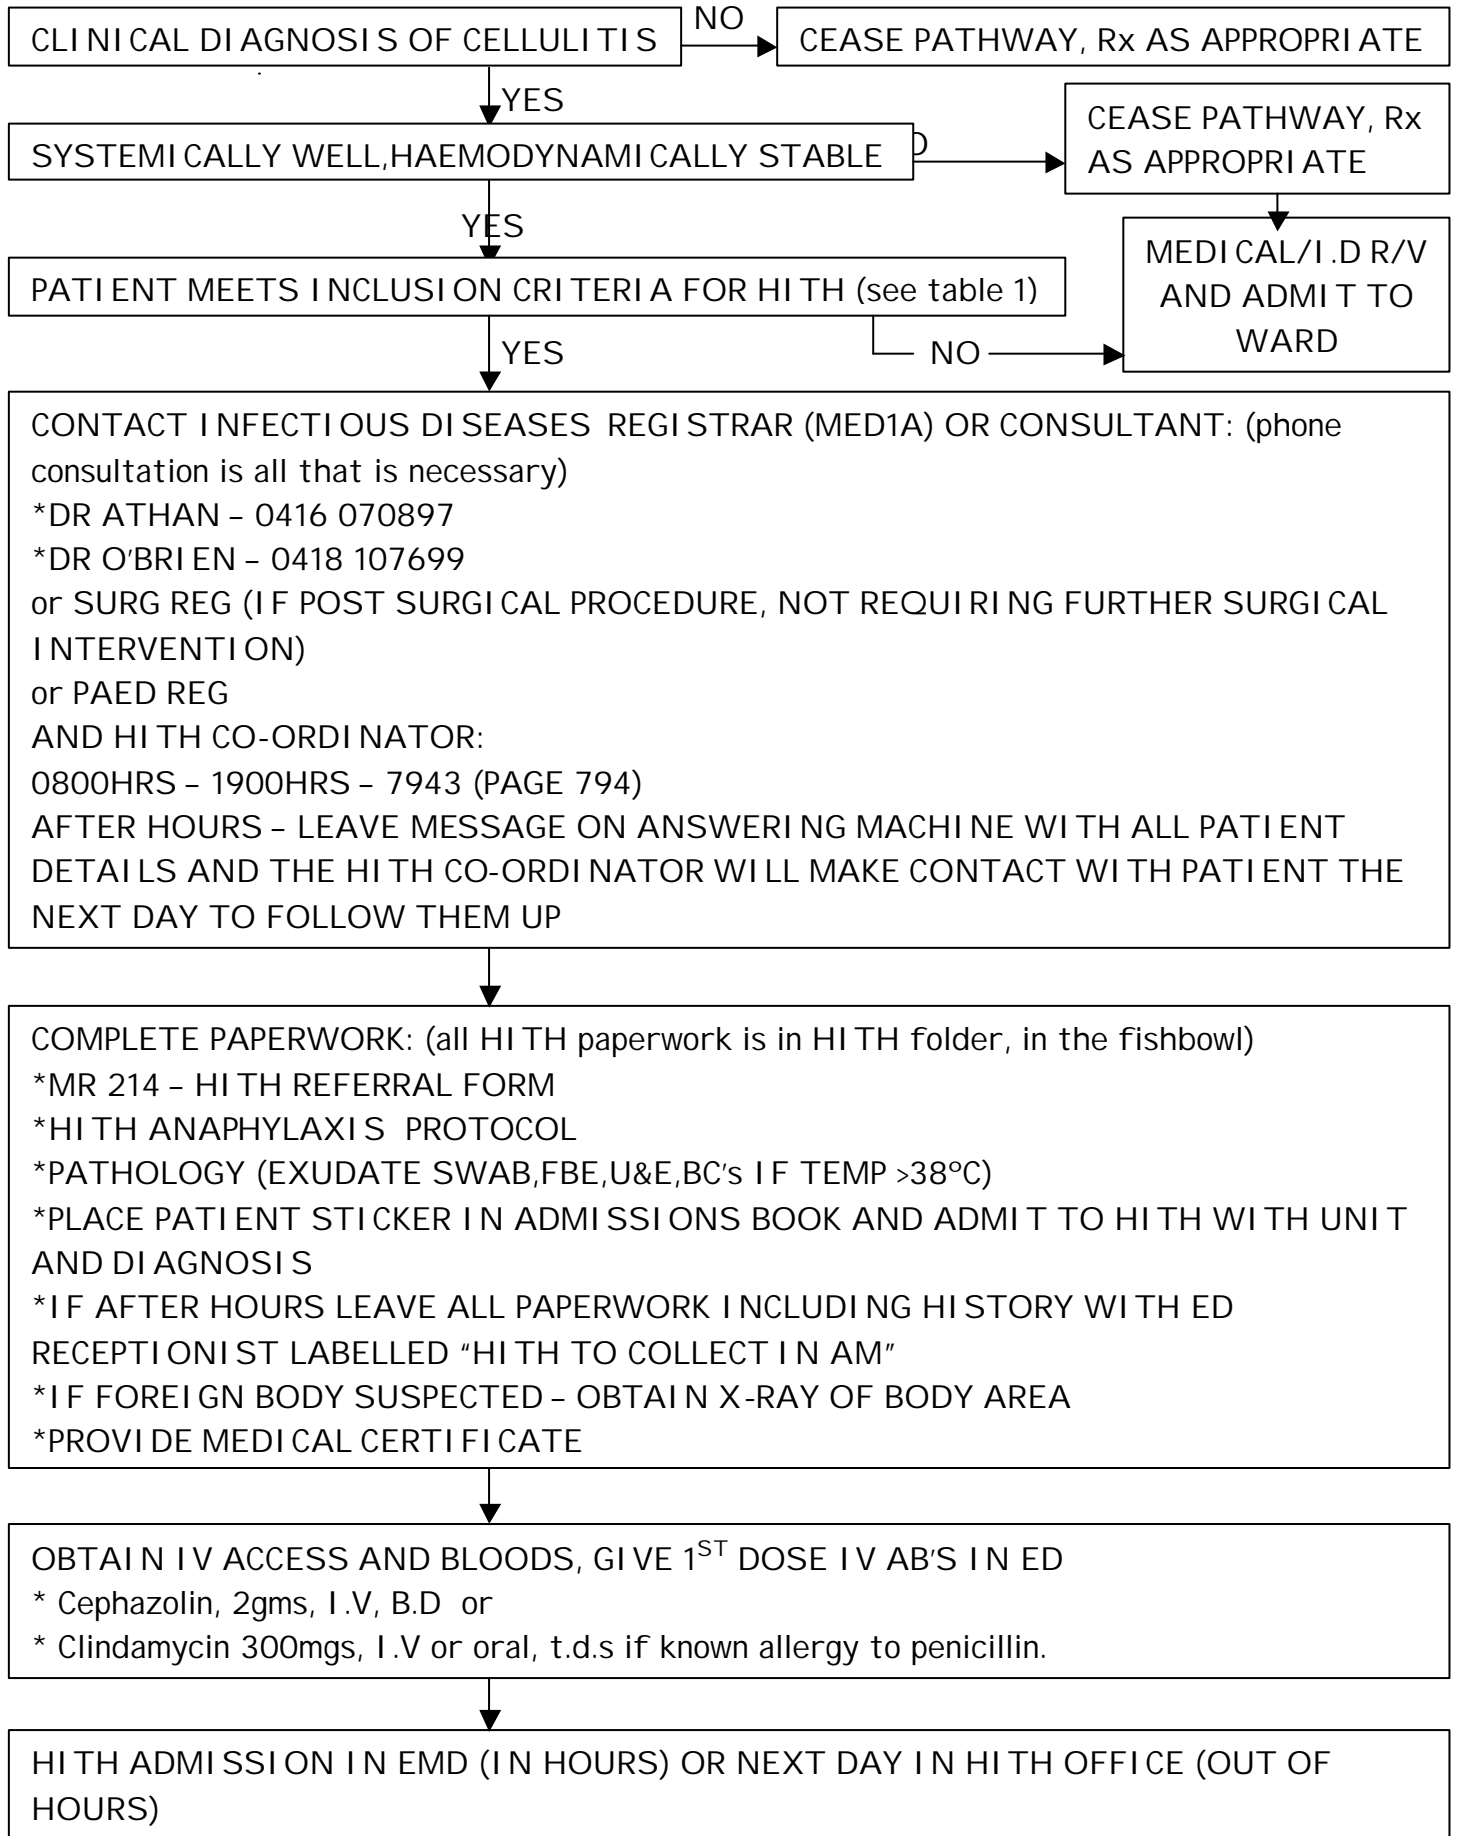 CLINICAL DIAGNOSIS OF CELLULITIS
NO
CEASE PATHWAY, Rx AS APPROPRIATE
YES
SYSTEMICALLY WELL,HAEMODYNAMICALLY STABLE
CEASE PATHWAY, Rx
AS APPROPRIATE
YES
MEDICAL/I.D R/V
AND ADMIT TO
WARD
PATIENT MEETS INCLUSION CRITERIA FOR HITH (see table 1)
YES
NO
CONTACT INFECTIOUS DISEASES REGISTRAR (MED1A) OR CONSULTANT: (phone
consultation is all that is necessary)
*DR ATHAN – 0416 070897
*DR O'BRIEN – 0418 107699
or SURG REG (IF POST SURGICAL PROCEDURE, NOT REQUIRING FURTHER SURGICAL
INTERVENTION)
or PAED REG
AND HITH CO-ORDINATOR:
0800HRS – 1900HRS – 7943 (PAGE 794)
AFTER HOURS – LEAVE MESSAGE ON ANSWERING MACHINE WITH ALL PATIENT
DETAILS AND THE HITH CO-ORDINATOR WILL MAKE CONTACT WITH PATIENT THE
NEXT DAY TO FOLLOW THEM UP
COMPLETE PAPERWORK: (all HITH paperwork is in HITH folder, in the fishbowl)
*MR 214 – HITH REFERRAL FORM
*HITH ANAPHYLAXIS PROTOCOL
*PATHOLOGY (EXUDATE SWAB,FBE,U&E,BC's IF TEMP >38°C)
*PLACE PATIENT STICKER IN ADMISSIONS BOOK AND ADMIT TO HITH WITH UNIT
AND DIAGNOSIS
*IF AFTER HOURS LEAVE ALL PAPERWORK INCLUDING HISTORY WITH ED
RECEPTIONIST LABELLED "HITH TO COLLECT IN AM"
*IF FOREIGN BODY SUSPECTED – OBTAIN X-RAY OF BODY AREA
*PROVIDE MEDICAL CERTIFICATE
OBTAIN IV ACCESS AND BLOODS, GIVE 1ST DOSE IV AB'S IN ED
* Cephazolin, 2gms, I.V, B.D or
* Clindamycin 300mgs, I.V or oral, t.d.s if known allergy to penicillin.
HITH ADMISSION IN EMD (IN HOURS) OR NEXT DAY IN HITH OFFICE (OUT OF
HOURS)